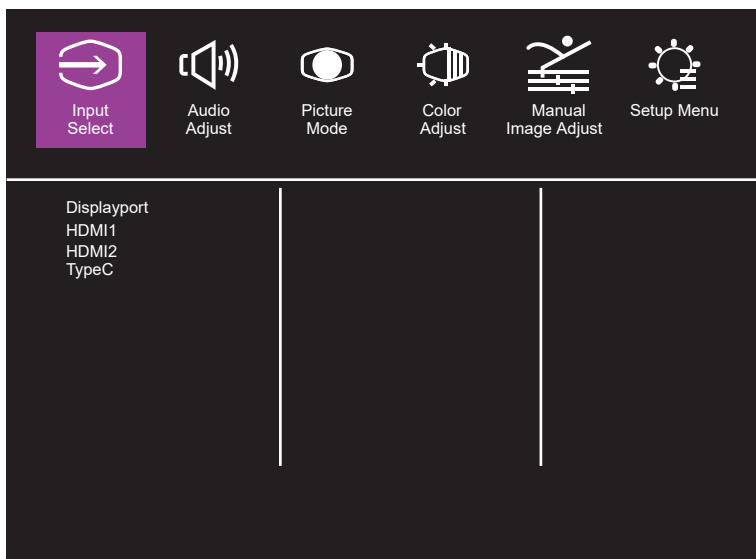 Input
Select
Audio
Adjust
Picture
Mode
Color
Adjust
Manual
Image Adjust
Setup Menu
Displayport
HDMI1
HDMI2
TypeC